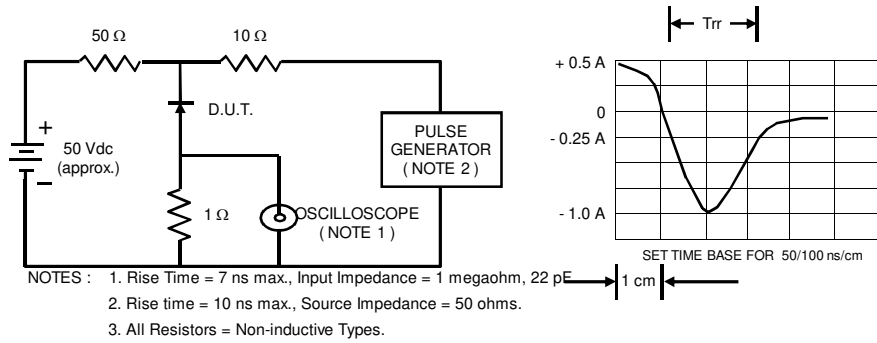 50 Ω
10 Ω
D.U.T.
+
50 Vdc
(approx.)
−
PULSE
GENERATOR
( NOTE 2 )
1 Ω
OSCILLOSCOPE
( NOTE 1 )
Trr
+ 0.5 A
0
- 0.25 A
- 1.0 A
SET TIME BASE FOR 50/100 ns/cm
1 cm
NOTES : 1. Rise Time = 7 ns max., Input Impedance = 1 megaohm, 22 pF.
2. Rise time = 10 ns max., Source Impedance = 50 ohms.
3. All Resistors = Non-inductive Types.